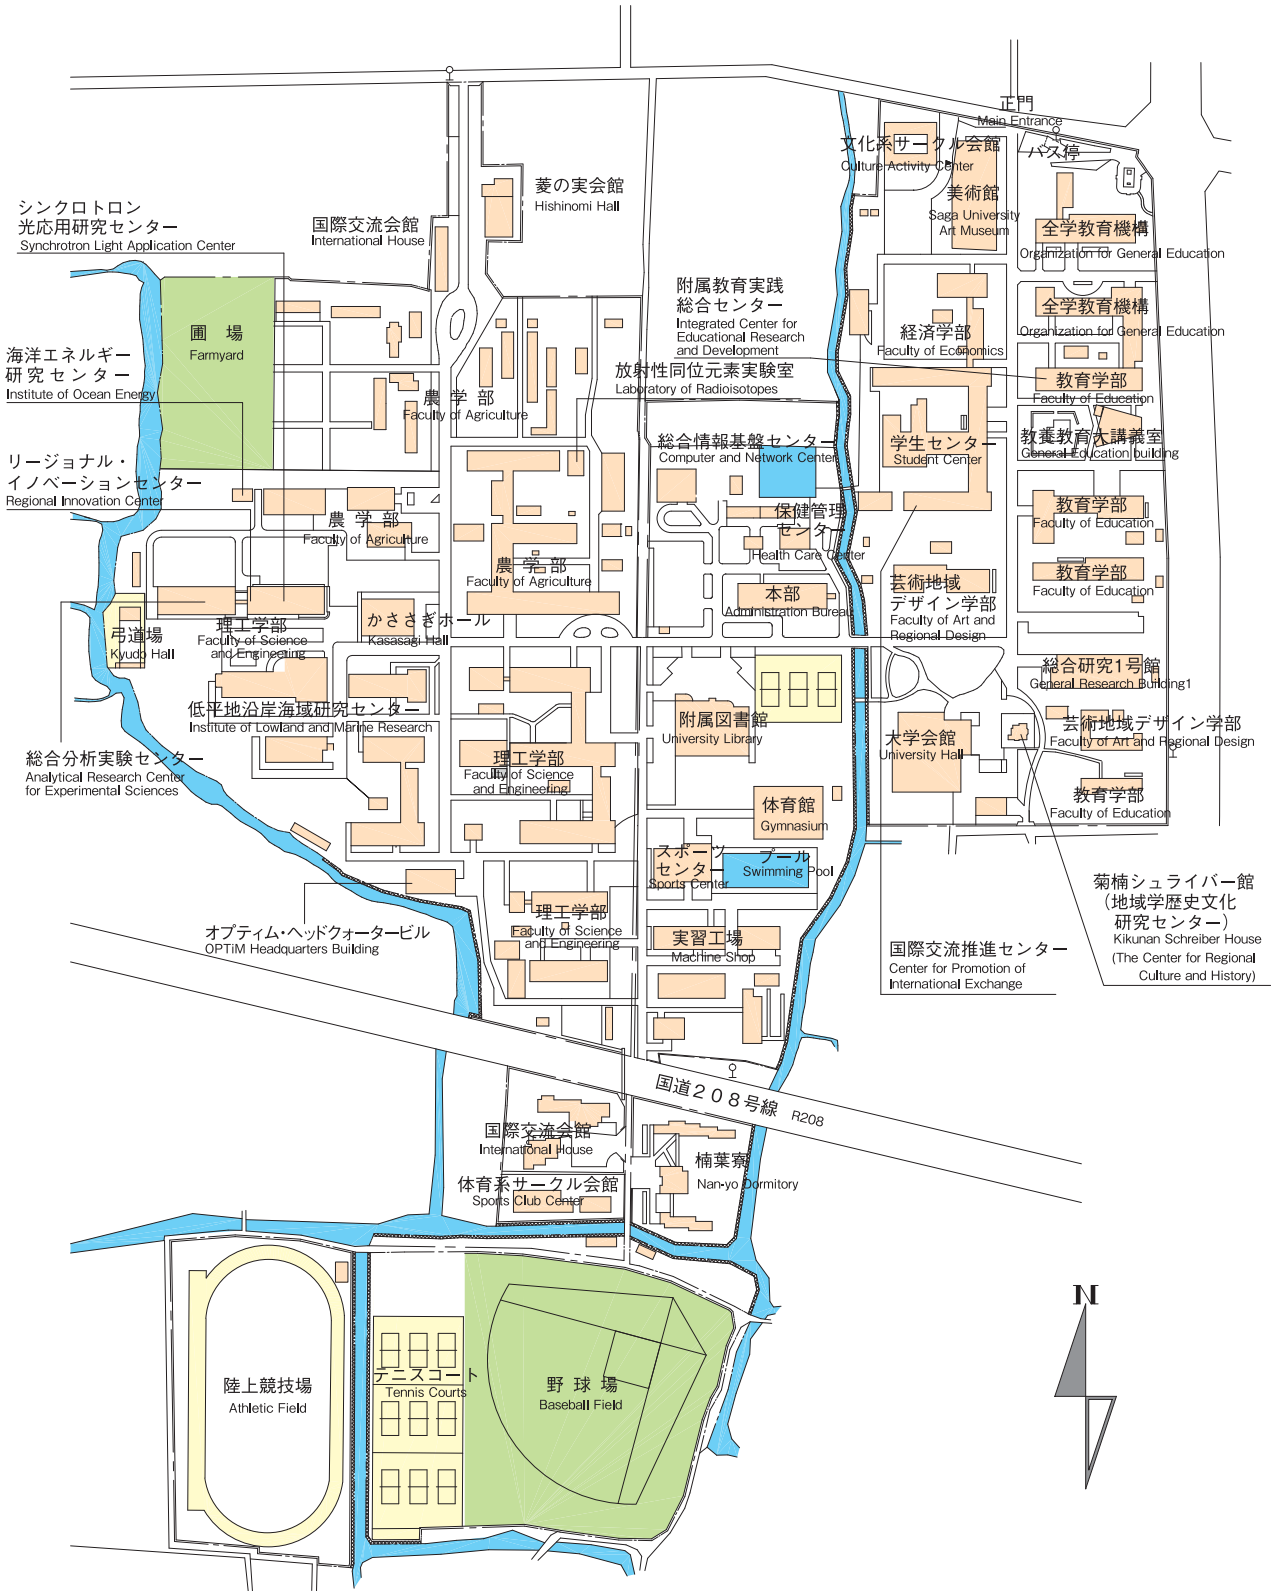 正門
Main Entrance
バス停
文化系サークル会館
Culture Activity Center
美術館
Saga University
Art Museum
菱の実会館
Hishinomi Hall
シンクロトロン
光応用研究センター
Synchrotron Light Application Center
国際交流会館
International House
全学教育機構
Organization for General Education
附属教育実践
総合センター
Integrated Center for
Educational Research
and Development
全学教育機構
Organization for General Education
圃場
Farmyard
経済学部
Faculty of Economics
海洋エネルギー
研究センター
Institute of Ocean Energy
放射性同位元素実験室
Laboratory of Radioisotopes
教育学部
Faculty of Education
農学部
Faculty of Agriculture
総合情報基盤センター
Computer and Network Center
学生センター
Student Center
教養教育大講義室
General Education building
リージョナル・
イノベーションセンター
Regional Innovation Center
農学部
Faculty of Agriculture
保健管理
センター
Health Care Center
教育学部
Faculty of Education
農学部
Faculty of Agriculture
教育学部
Faculty of Education
本部
Administration Bureau
芸術地域
デザイン学部
Faculty of Art and
Regional Design
弓道場
Kyudo Hall
理工学部
Faculty of Science
and Engineering
かささぎホール
Kasasagi Hall
総合研究1号館
General Research Building1
低平地沿岸海域研究センター
Institute of Lowland and Marine Research
附属図書館
University Library
大学会館
University Hall
芸術地域デザイン学部
Faculty of Art and Regional Design
総合分析実験センター
Analytical Research Center
for Experimental Sciences
理工学部
Faculty of Science
and Engineering
教育学部
Faculty of Education
体育館
Gymnasium
スポーツ
センター
Sports Center
プール
Swimming Pool
菊楠シュライバー館
(地域学歴史文化
研究センター)
Kikunan Schreiber House
(The Center for Regional
Culture and History)
オプティム・ヘッドクォータービル
OPTiM Headquarters Building
理工学部
Faculty of Science
and Engineering
実習工場
Machine Shop
国際交流推進センター
Center for Promotion of
International Exchange
国道208号線 R208
国際交流会館
International House
楠葉寮
Nan-yo Dormitory
体育系サークル会館
Sports Club Center
N
陸上競技場
Athletic Field
テニスコート
Tennis Courts
野球場
Baseball Field